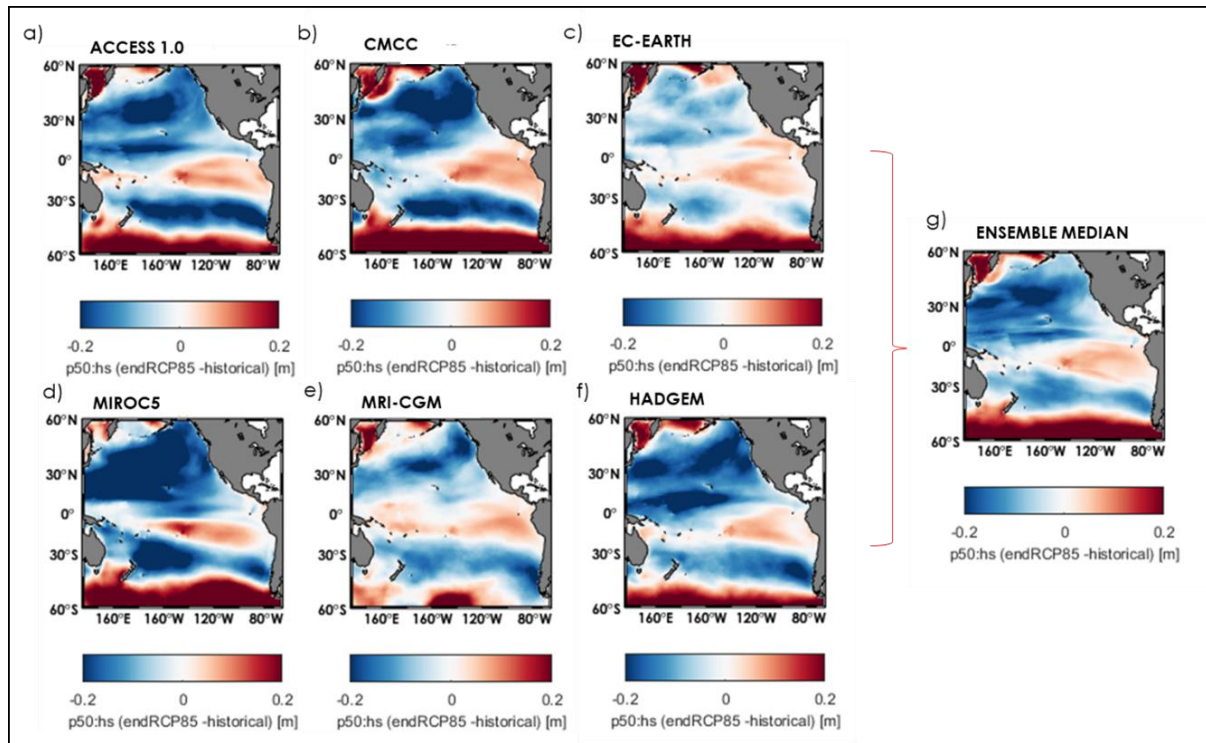 a)
ACCESS 1.0
60°N
30°N
0°
30°S
60°S
160°E 160°W 120°W 80°W
-0.2 0 0.2
p50:hs (endRCP85 -historical) [m]
b)
CMCC
60°N
30°N
0°
30°S
60°S
160°E 160°W 120°W 80°W
-0.2 0 0.2
p50:hs (endRCP85 -historical) [m]
c)
EC-EARTH
60°N
30°N
0°
30°S
60°S
160°E 160°W 120°W 80°W
-0.2 0 0.2
p50:hs (endRCP85 -historical) [m]
d)
MIROC5
60°N
30°N
0°
30°S
60°S
160°E 160°W 120°W 80°W
-0.2 0 0.2
p50:hs (endRCP85 -historical) [m]
e)
MRI-CGM
60°N
30°N
0°
30°S
60°S
160°E 160°W 120°W 80°W
-0.2 0 0.2
p50:hs (endRCP85 -historical) [m]
f)
HADGEM
60°N
30°N
0°
30°S
60°S
160°E 160°W 120°W 80°W
-0.2 0 0.2
p50:hs (endRCP85 -historical) [m]
g)
ENSEMBLE MEDIAN
60°N
30°N
0°
30°S
60°S
160°E 160°W 120°W 80°W
-0.2 0 0.2
p50:hs (endRCP85 -historical) [m]